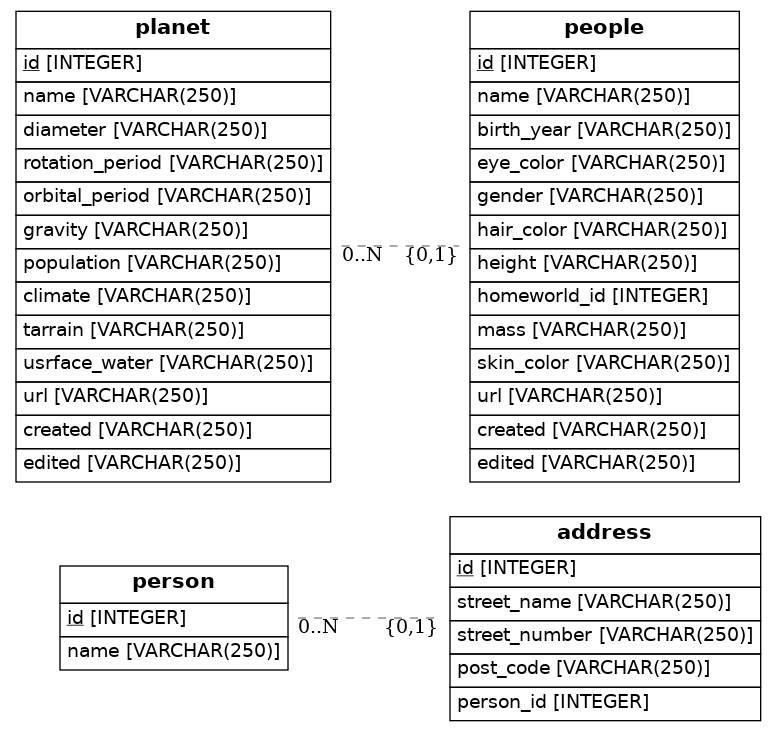 planet
id [INTEGER]
name [VARCHAR(250)]
diameter [VARCHAR(250)]
rotation_period [VARCHAR(250)]
orbital_period [VARCHAR(250)]
gravity [VARCHAR(250)]
population [VARCHAR(250)]
climate [VARCHAR(250)]
tarrain [VARCHAR(250)]
usrface_water [VARCHAR(250)]
url [VARCHAR(250)]
created [VARCHAR(250)]
edited [VARCHAR(250)]
0..N {0,1}
people
id [INTEGER]
name [VARCHAR(250)]
birth_year [VARCHAR(250)]
eye_color [VARCHAR(250)]
gender [VARCHAR(250)]
hair_color [VARCHAR(250)]
height [VARCHAR(250)]
homeworld_id [INTEGER]
mass [VARCHAR(250)]
skin_color [VARCHAR(250)]
url [VARCHAR(250)]
created [VARCHAR(250)]
edited [VARCHAR(250)]
person
id [INTEGER]
name [VARCHAR(250)]
0..N {0,1}
address
id [INTEGER]
street_name [VARCHAR(250)]
street_number [VARCHAR(250)]
post_code [VARCHAR(250)]
person_id [INTEGER]